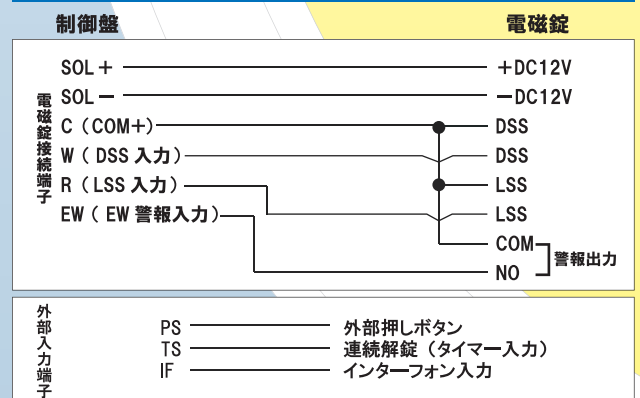 制御盤 電磁錠
電磁錠接続端子
SOL＋ ＋DC12V
SOL－ －DC12V
C（COM+） DSS
W（DSS 入力） DSS
R（LSS 入力） LSS
EW（EW 警報入力） LSS
COM
NO
警報出力
外部入力端子
PS 外部押しボタン
TS 連続解錠（タイマー入力）
IF インターフォン入力